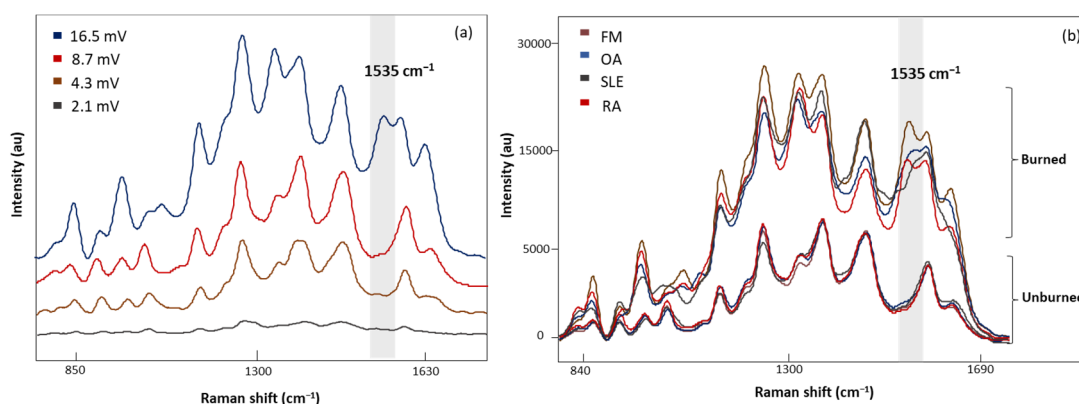 (a)
16.5 mV
8.7 mV
4.3 mV
2.1 mV
1535 cm⁻¹
Intensity (au)
850 1300 1630
Raman shift (cm⁻¹)
(b)
30000
15000
5000
0
FM
OA
SLE
RA
1535 cm⁻¹
Burned
Unburned
Intensity (au)
840 1300 1690
Raman shift (cm⁻¹)